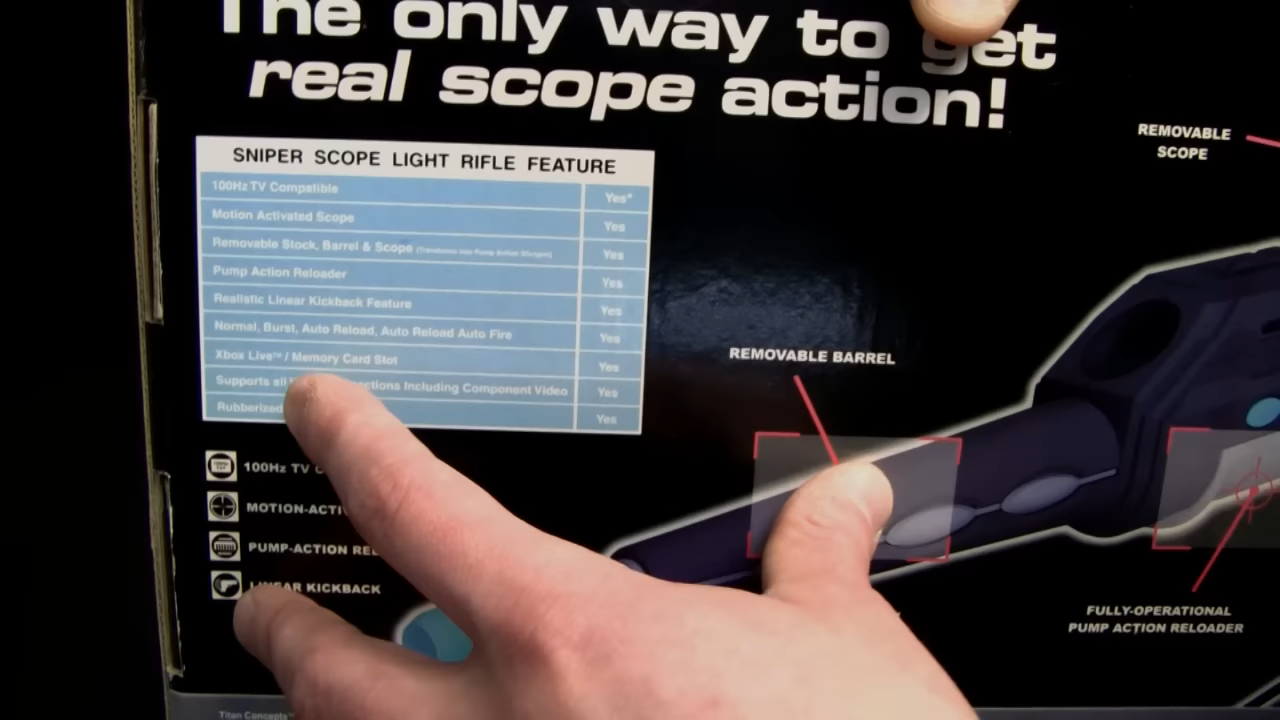 The only way to get
real scope action!
REMOVABLE
SCOPE
SNIPER SCOPE LIGHT RIFLE FEATURE
100Hz TV Compatible Yes*
Motion Activated Scope Yes
Removable Stock, Barrel & Scope Yes
Pump Action Reloader Yes
Realistic Linear Kickback Feature Yes
Normal, Burst, Auto Reload, Auto Reload Auto Fire Yes
Xbox Live™ / Memory Card Slot Yes
Supports all Including Component Video Yes
Rubberized Yes
REMOVABLE BARREL
100Hz TV
MOTION-ACTI
PUMP-ACTION RE
LINEAR KICKBACK
FULLY-OPERATIONAL
PUMP ACTION RELOADER
Titan Concepts™